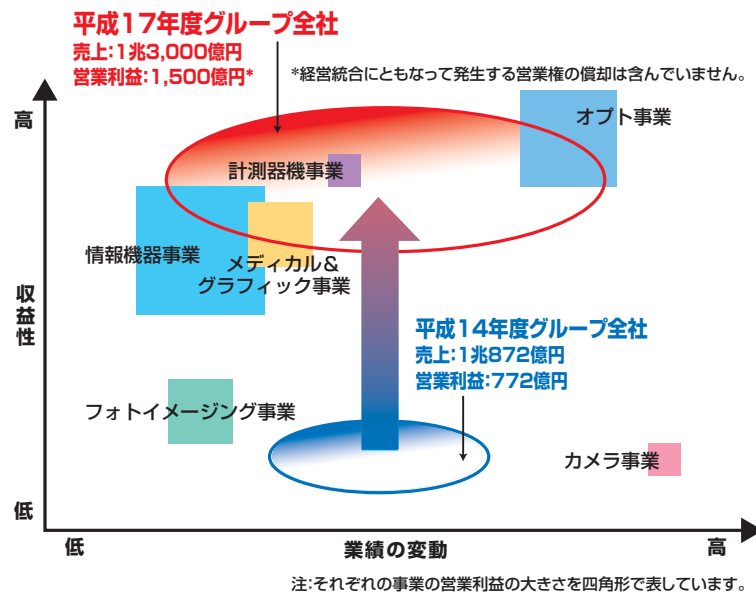 平成17年度グループ全社
売上:1兆3,000億円
営業利益:1,500億円*
*経営統合にともなって発生する営業権の償却は含んでいません。
高
オプト事業
計測器機事業
情報機器事業
メディカル&
グラフィック事業
収益性
平成14年度グループ全社
売上:1兆872億円
営業利益:772億円
フォトイメージング事業
カメラ事業
低
低
業績の変動
高
注:それぞれの事業の営業利益の大きさを四角形で表しています。